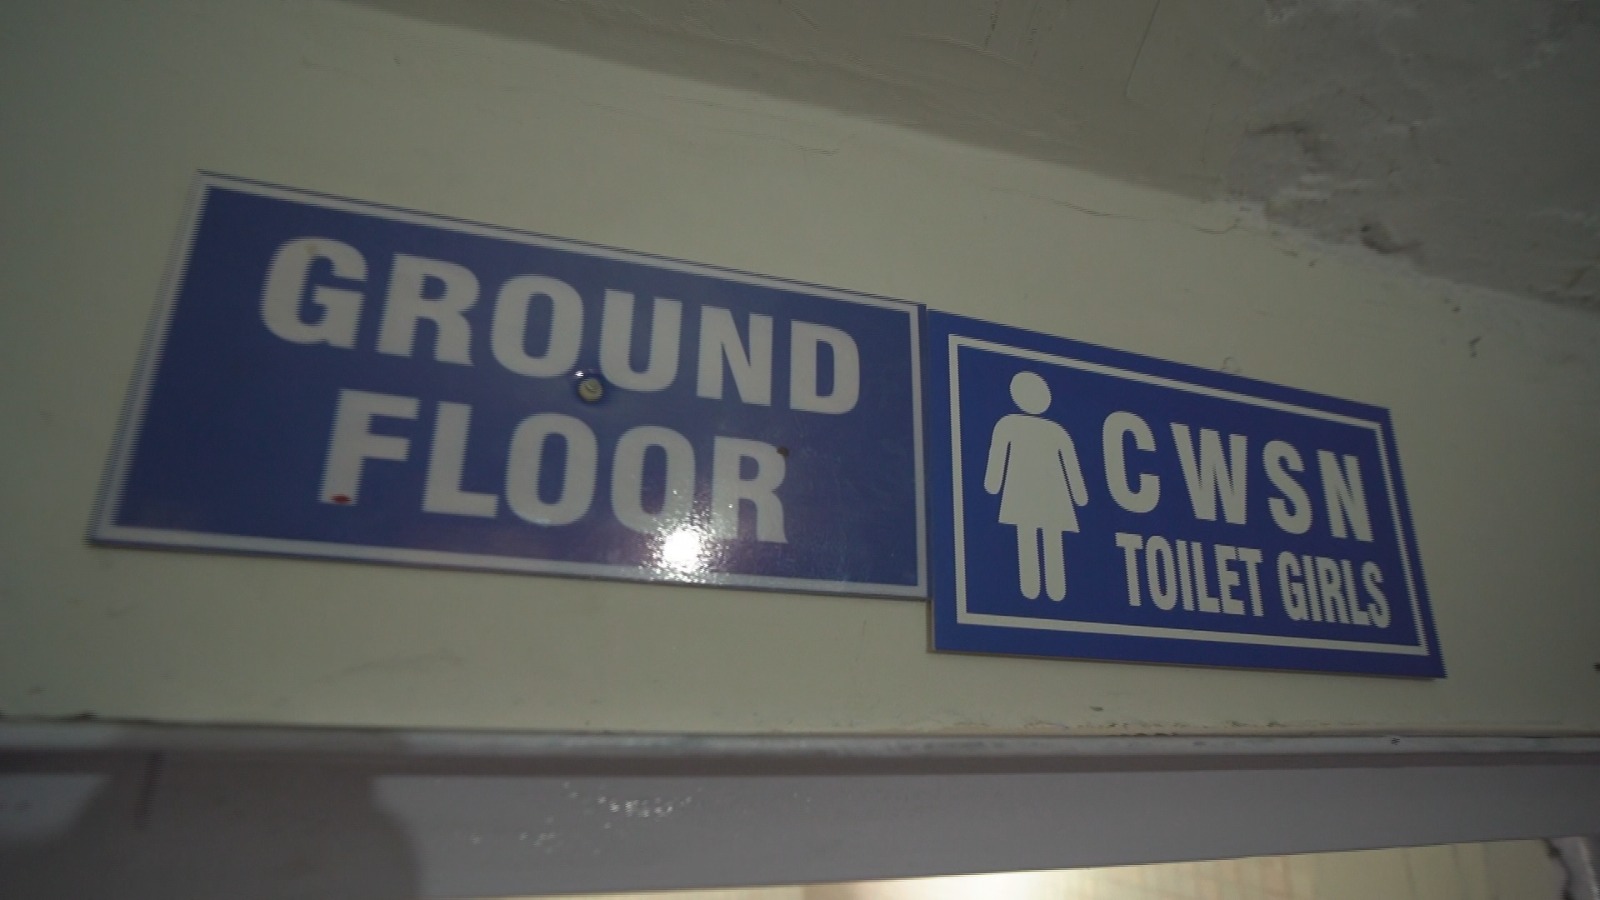 GROUND
FLOOR
CWSN
TOILET GIRLS